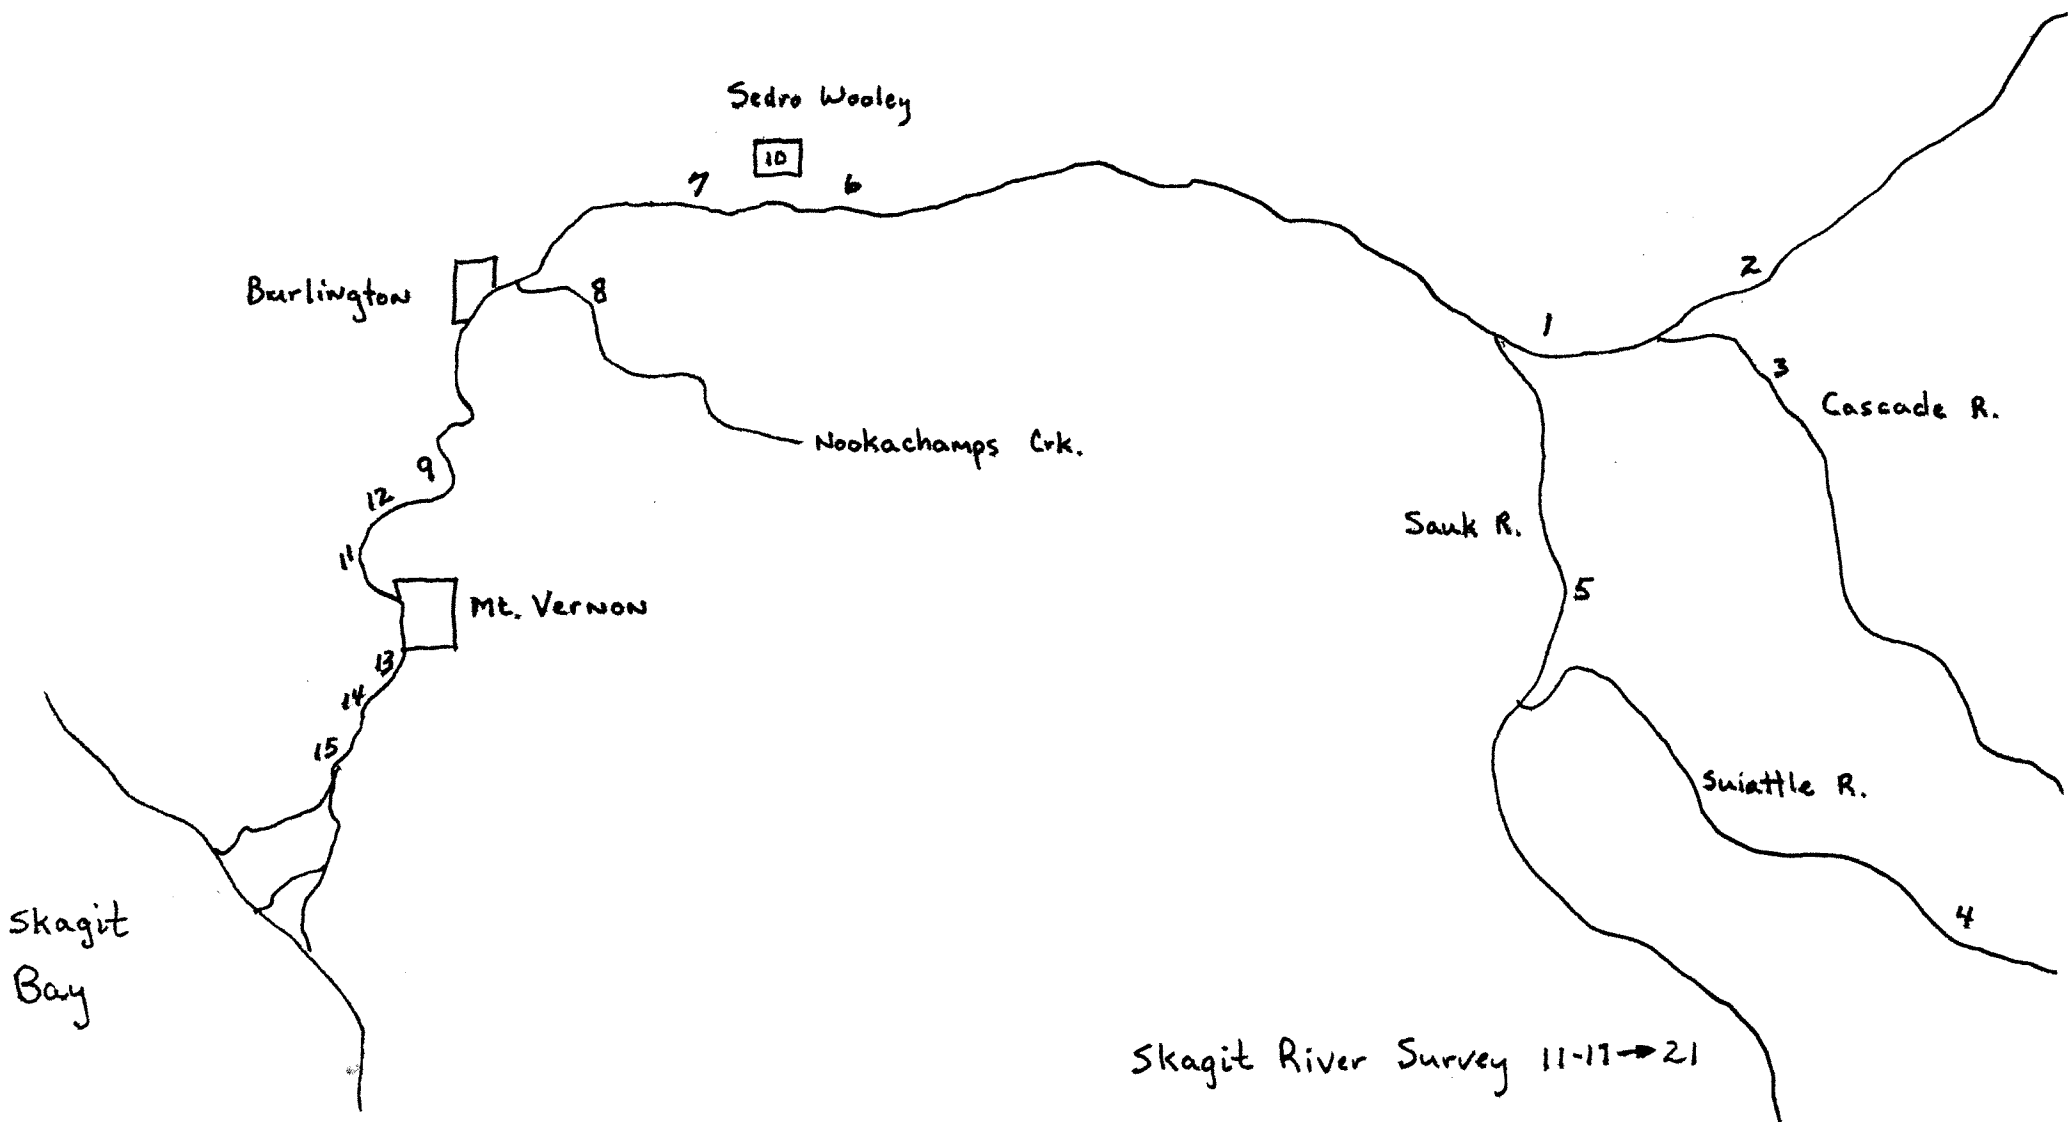 Sedro Wooley
10
7
6
2
Burlington
8
1
3
Cascade R.
Nookachamps Crk.
9
12
Sauk R.
11
5
Mt. Vernon
13
14
15
Suiattle R.
4
Skagit
Bay
Skagit River Survey 11-17→21